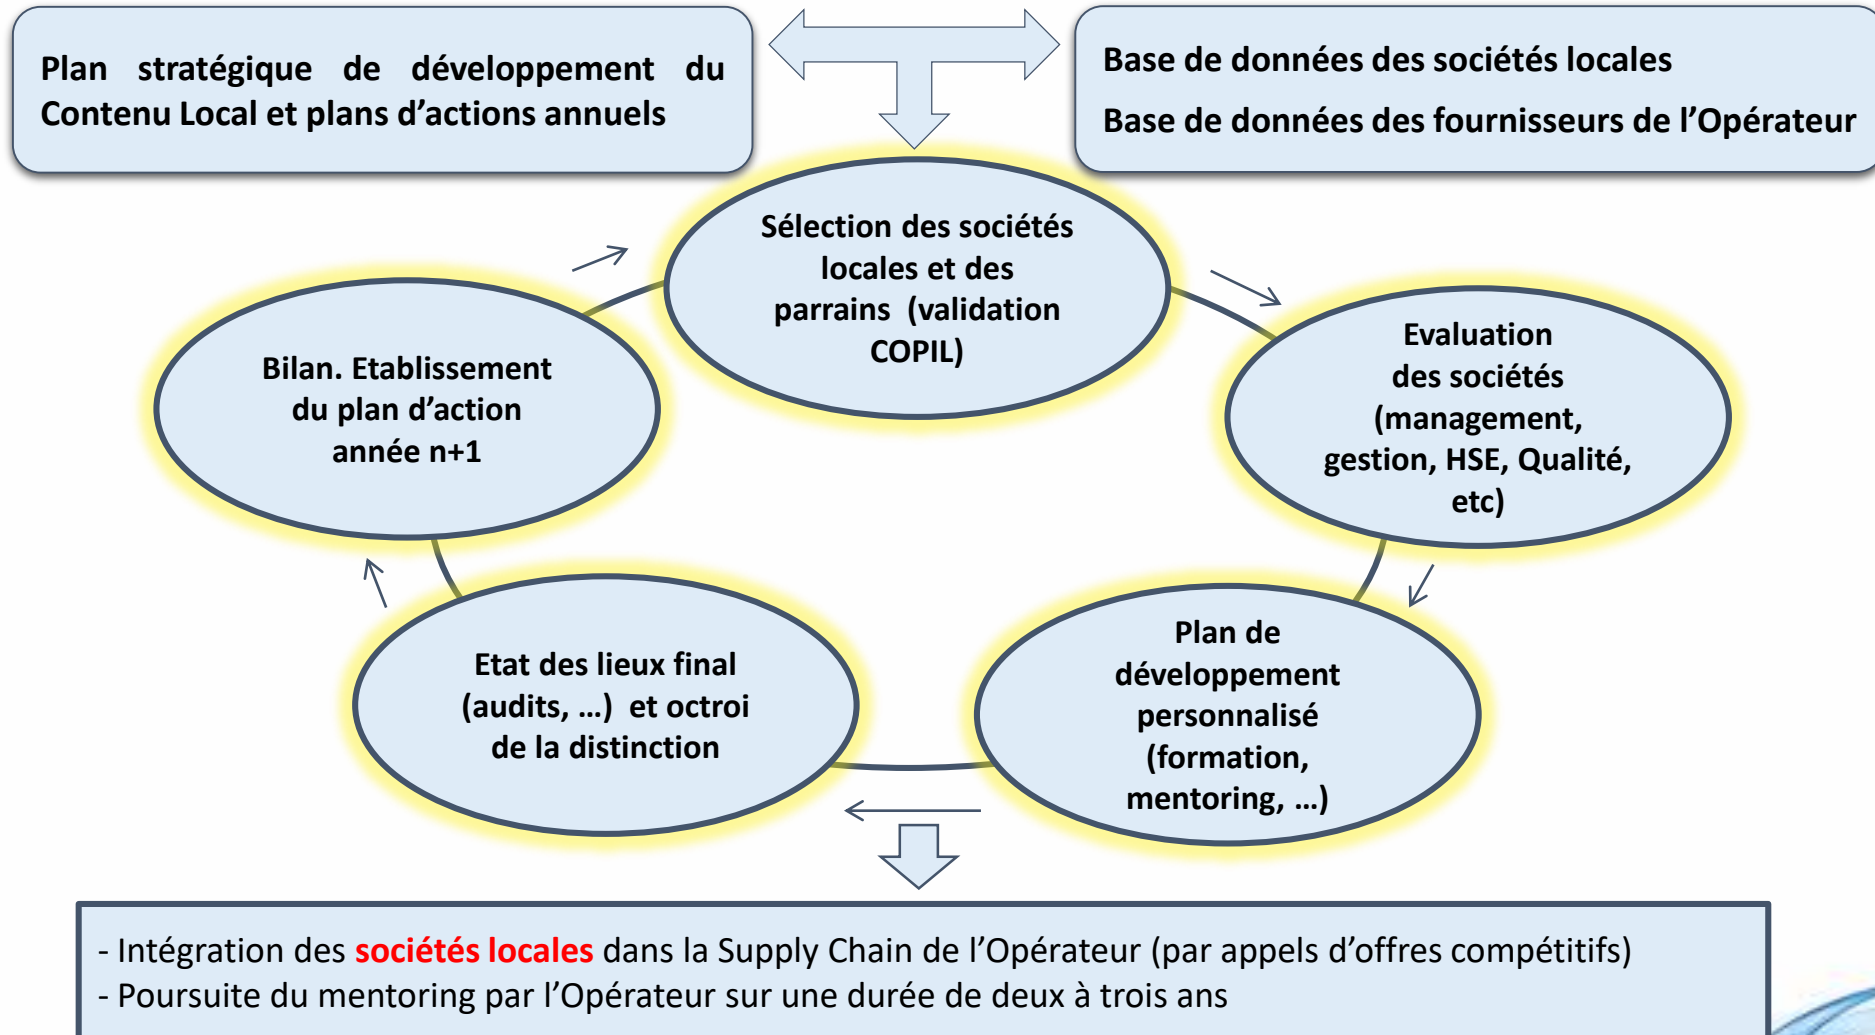 Plan stratégique de développement du
Contenu Local et plans d’actions annuels
Base de données des sociétés locales
Base de données des fournisseurs de l’Opérateur
Sélection des sociétés
locales et des
parrains (validation
COPIL)
Evaluation
des sociétés
(management,
gestion, HSE, Qualité,
etc)
Plan de
développement
personnalisé
(formation,
mentoring, …)
Etat des lieux final
(audits, …) et octroi
de la distinction
Bilan. Etablissement
du plan d’action
année n+1
- Intégration des sociétés locales dans la Supply Chain de l’Opérateur (par appels d’offres compétitifs)
- Poursuite du mentoring par l’Opérateur sur une durée de deux à trois ans